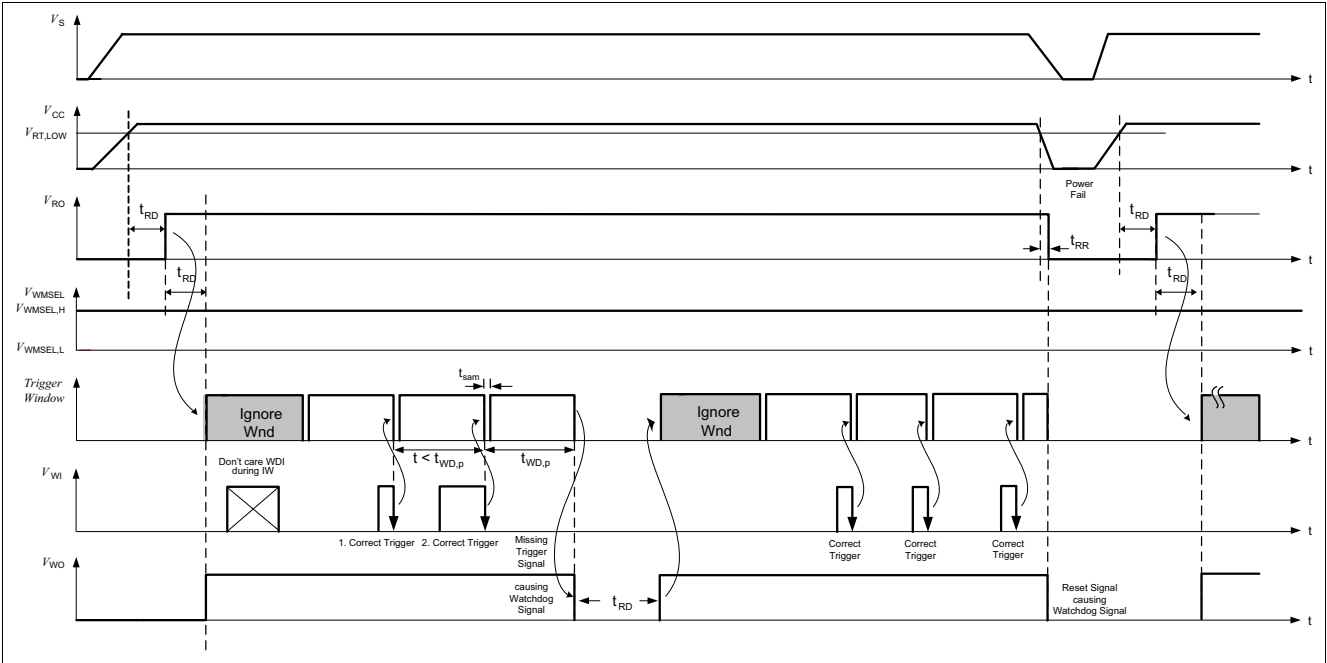 VS
t
VCC
VRT,LOW
t
Power
Fail
VRO
tRD
tRR
tRD
t
tRD
tRD
VWMSEL
VWMSEL,H
VWMSEL,L
t
tsam
Trigger
Window
Ignore
Wnd
Ignore
Wnd
t
t < tWD,p
tWD,p
Don't care WDI
during IW
VWI
t
1. Correct Trigger
2. Correct Trigger
Missing
Trigger
Signal
Correct
Trigger
Correct
Trigger
Correct
Trigger
VWO
causing
Watchdog
Signal
tRD
Reset Signal
causing
Watchdog Signal
t